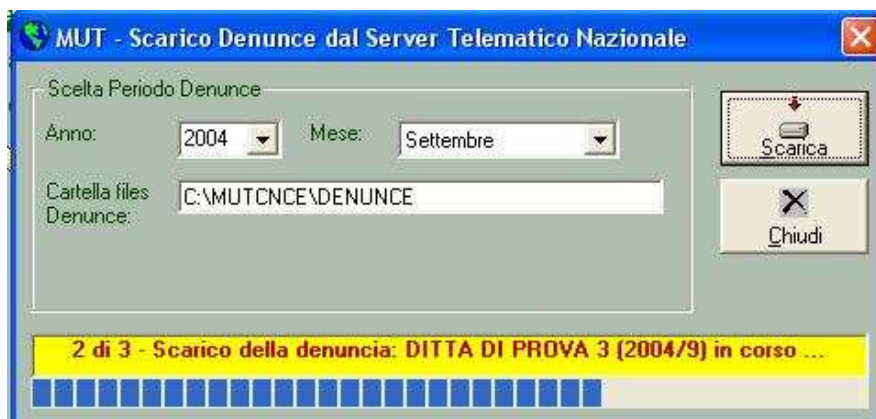 MUT - Scarico Denunce dal Server Telematico Nazionale
Scelta Periodo Denunce
Anno: 2004 Mese: Settembre
Scarica
Cartella files
Denunce:
C:\MUTCNCE\DENUNCE
Chiudi
2 di 3 - Scarico della denuncia: DITTA DI PROVA 3 (2004/9) in corso ...